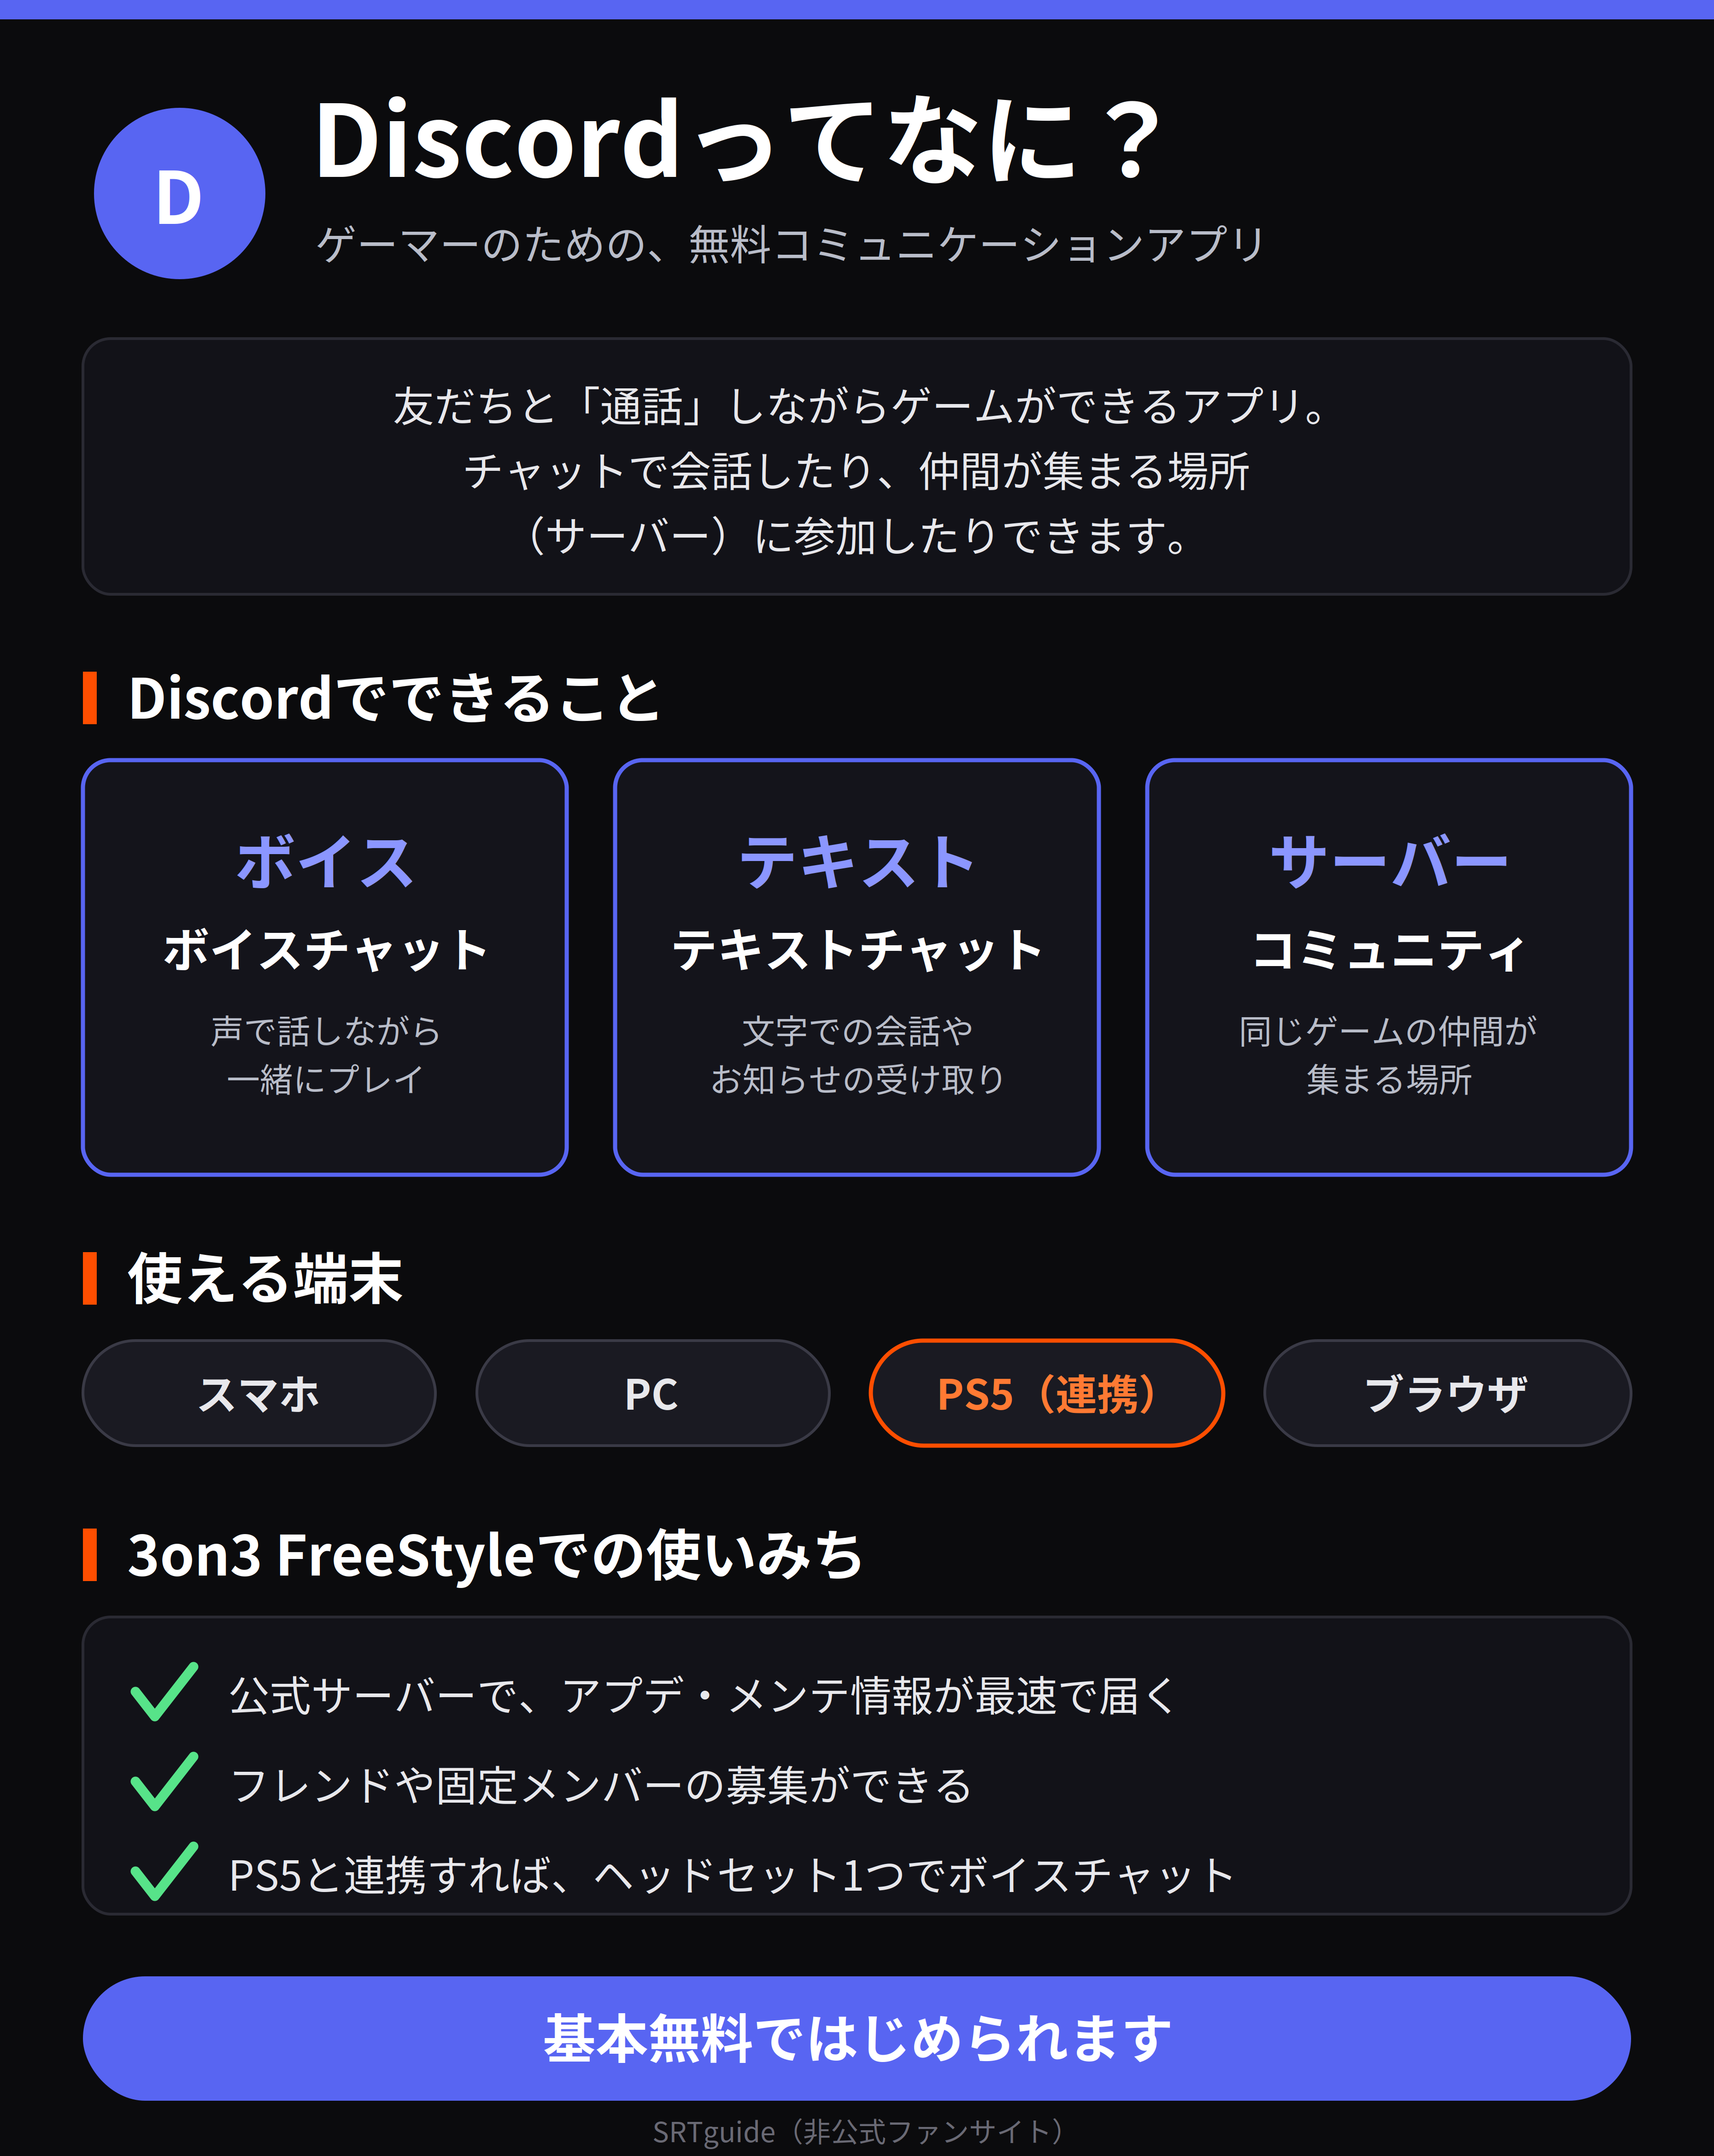 D
Discordってなに？
ゲーマーのための、無料コミュニケーションアプリ
友だちと「通話」しながらゲームができるアプリ。
チャットで会話したり、仲間が集まる場所
（サーバー）に参加したりできます。
Discordでできること
ボイス
ボイスチャット
声で話しながら
一緒にプレイ
テキスト
テキストチャット
文字での会話や
お知らせの受け取り
サーバー
コミュニティ
同じゲームの仲間が
集まる場所
使える端末
スマホ
PC
PS5（連携）
ブラウザ
3on3 FreeStyleでの使いみち
公式サーバーで、アプデ・メンテ情報が最速で届く
フレンドや固定メンバーの募集ができる
PS5と連携すれば、ヘッドセット1つでボイスチャット
基本無料ではじめられます
SRTguide（非公式ファンサイト）